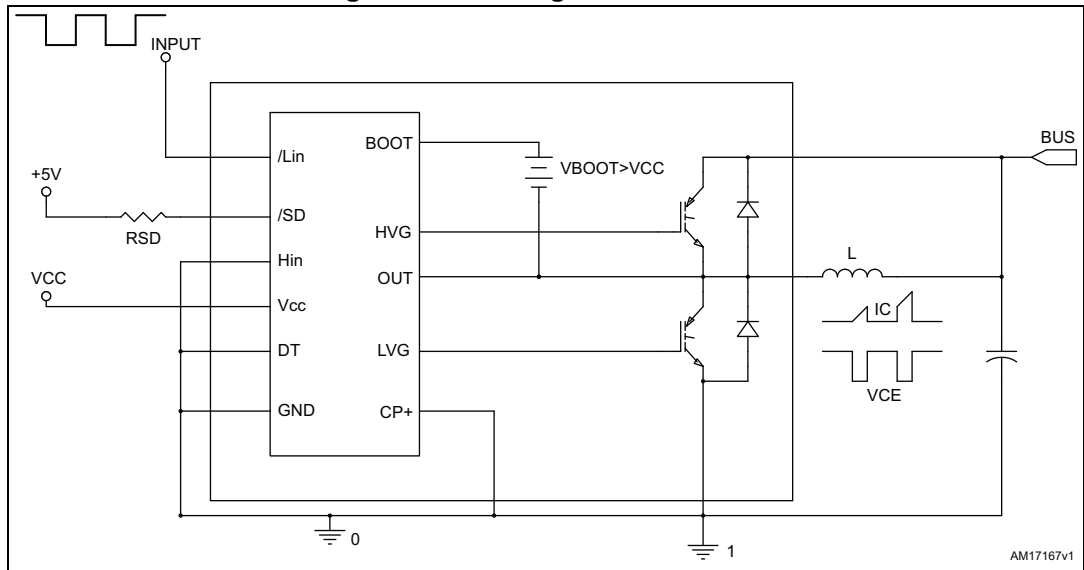 INPUT
BUS
+5V
RSD
VCC
/Lin
/SD
Hin
Vcc
DT
GND
BOOT
HVG
OUT
LVG
CP+
VBOOT>VCC
L
IC
VCE
0
1
AM17167v1